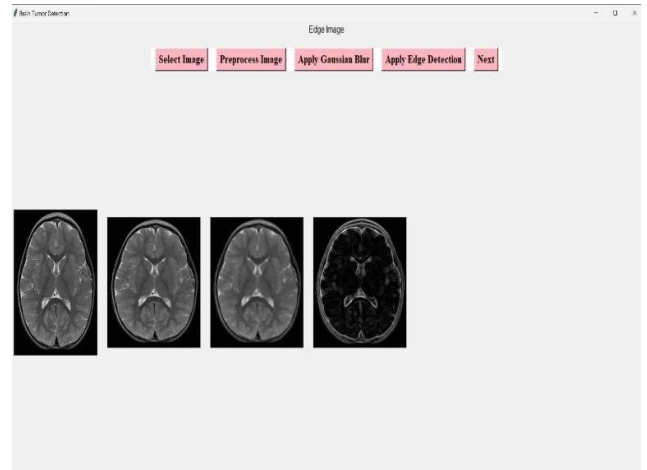 Brain Tumor Detection
Edge Image
Select Image Preprocess Image Apply Gaussian Blur Apply Edge Detection Next